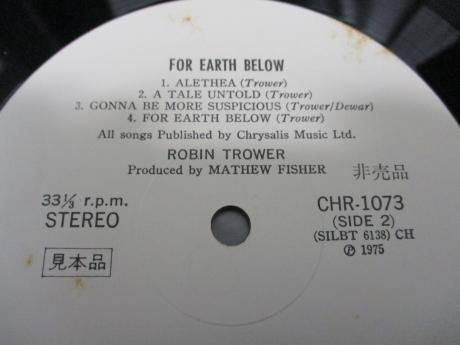 FOR EARTH BELOW
1. ALETHEA (Trower)
2. A TALE UNTOLD (Trower)
3. GONNA BE MORE SUSPICIOUS (Trower/Dewar)
4. FOR EARTH BELOW (Trower)
All songs Published by Chrysalis Music Ltd.
ROBIN TROWER
Produced by MATHEW FISHER
非売品
33⅓ r.p.m.
STEREO
見本品
CHR-1073
(SIDE 2)
(SILBT 6138) CH
Ⓟ 1975